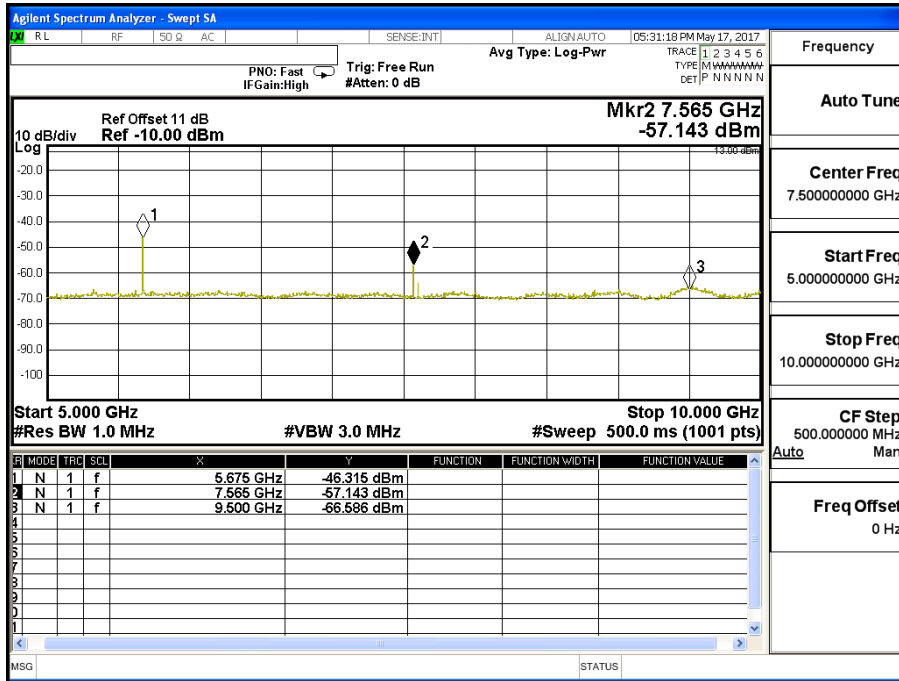 Agilent Spectrum Analyzer - Swept SA
LXI RL RF 50 Ω AC SENSE:INT ALIGN AUTO 05:31:18 PM May 17, 2017
PNO: Fast
IFGain:High
Trig: Free Run
#Atten: 0 dB
Avg Type: Log-Pwr
TRACE 1 2 3 4 5 6
TYPE M WWWWW
DET P N N N N N
Mkr2 7.565 GHz
-57.143 dBm
Ref Offset 11 dB
10 dB/div Ref -10.00 dBm
Log
13.00 dBm
-20.0
-30.0
-40.0
-50.0
-60.0
-70.0
-80.0
-90.0
-100
1
2
3
Start 5.000 GHz Stop 10.000 GHz
#Res BW 1.0 MHz #VBW 3.0 MHz #Sweep 500.0 ms (1001 pts)
MODE TRC SCL X Y FUNCTION FUNCTION WIDTH FUNCTION VALUE
1 N 1 f 5.675 GHz -46.315 dBm
2 N 1 f 7.565 GHz -57.143 dBm
3 N 1 f 9.500 GHz -66.586 dBm
4
5
6
7
8
9
0
1
MSG STATUS
Frequency
Auto Tune
Center Freq
7.500000000 GHz
Start Freq
5.000000000 GHz
Stop Freq
10.000000000 GHz
CF Step
500.000000 MHz
Auto Man
Freq Offset
0 Hz